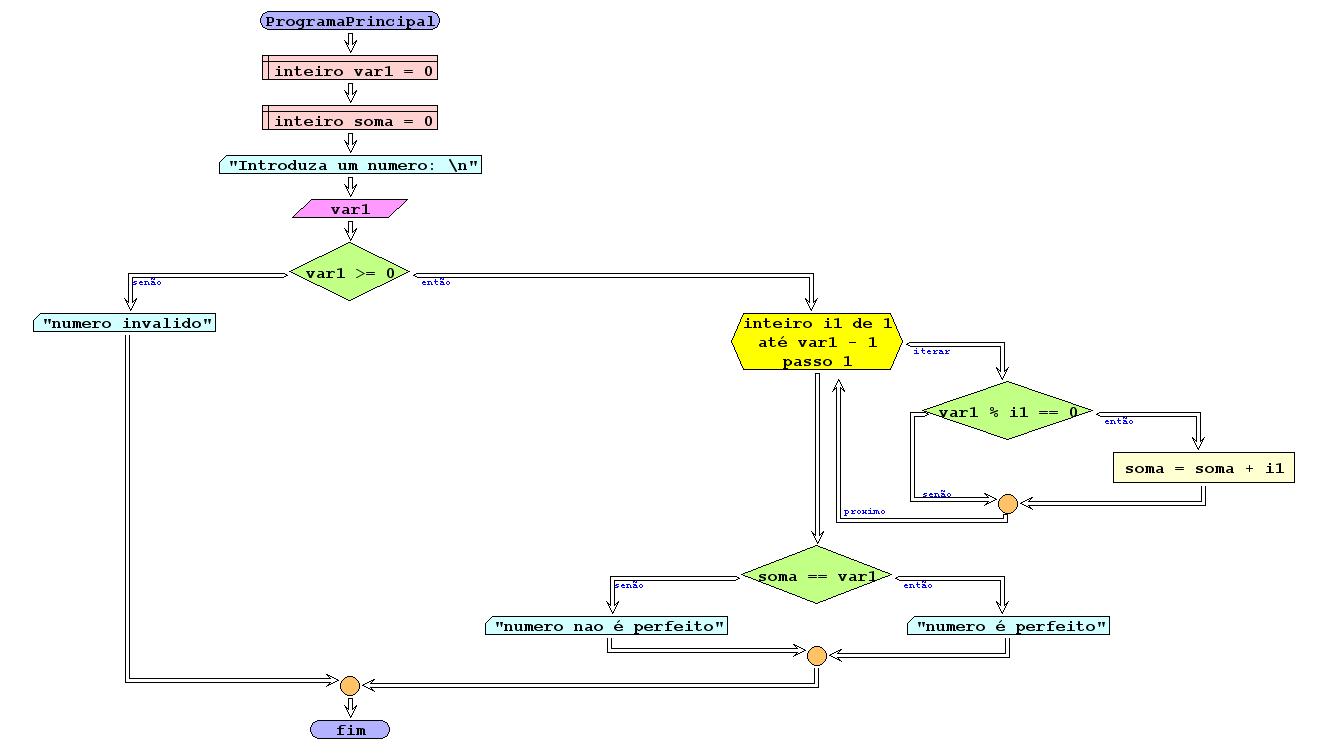 ProgramaPrincipal
inteiro var1 = 0
inteiro soma = 0
"Introduza um numero: \n"
var1
var1 >= 0
senão
então
"numero invalido"
inteiro i1 de 1
até var1 - 1
passo 1
iterar
var1 % i1 == 0
então
soma = soma + i1
senão
proximo
soma == var1
senão
então
"numero nao é perfeito"
"numero é perfeito"
fim